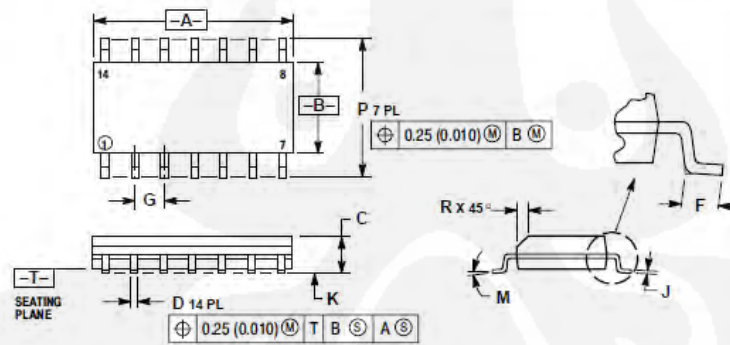 –A–
14 8
–B–
P 7 PL
⌖ 0.25 (0.010) Ⓜ B Ⓜ
1 7
G
C
R X 45°
F
–T–
SEATING
PLANE
D 14 PL
K
M
J
⌖ 0.25 (0.010) Ⓜ T B Ⓢ A Ⓢ